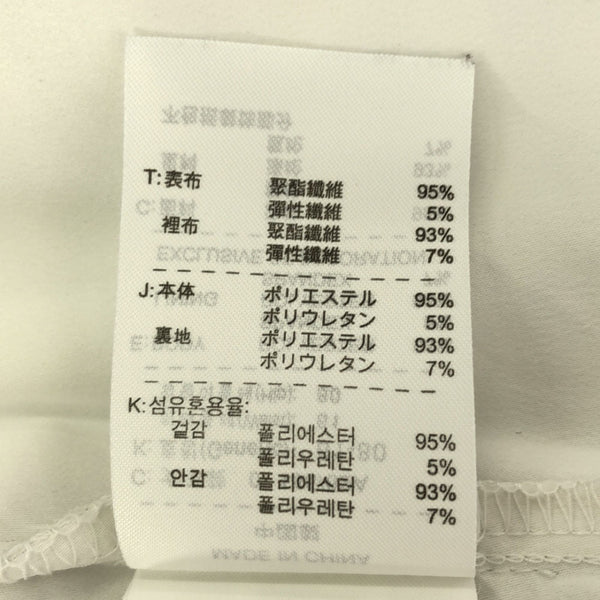 T:表布 聚酯纖維 95%
彈性纖維 5%
裡布 聚酯纖維 93%
彈性纖維 7%
J:本体 ポリエステル 95%
ポリウレタン 5%
裏地 ポリエステル 93%
ポリウレタン 7%
K:섬유혼용율:
겉감 폴리에스터 95%
폴리우레탄 5%
안감 폴리에스터 93%
폴리우레탄 7%
MADE IN CHINA